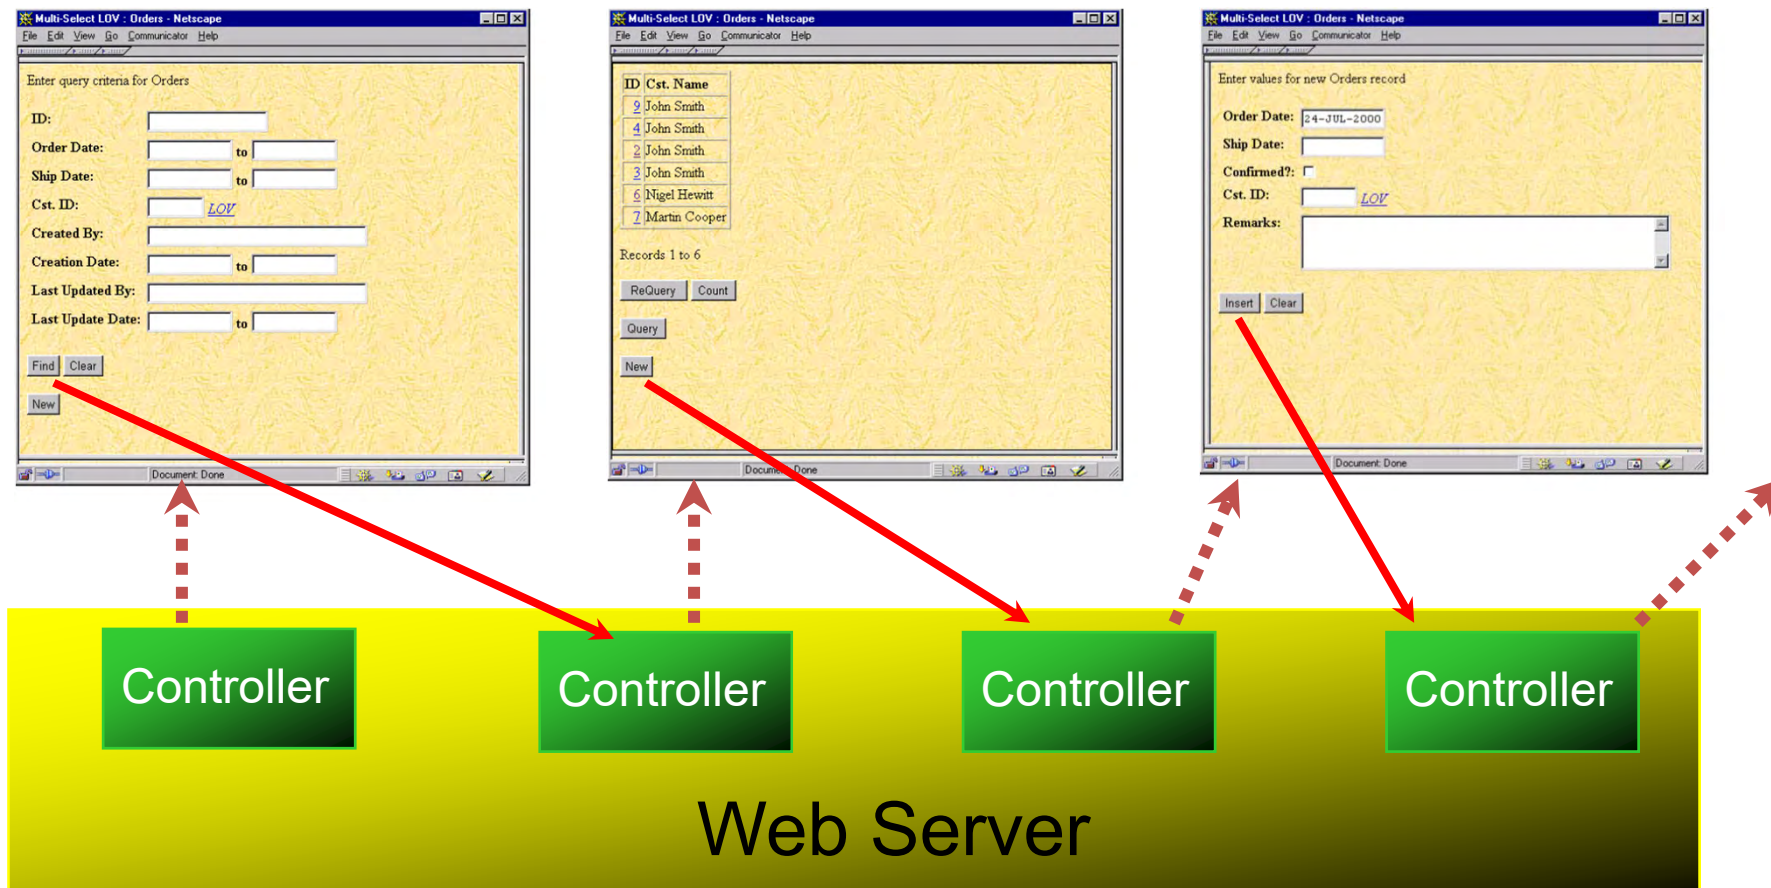 Multi-Select LOV : Orders - Netscape
File Edit View Go Communicator Help
Enter query criteria for Orders
ID:
Order Date: to
Ship Date: to
Cst. ID: LOV
Created By:
Creation Date: to
Last Updated By:
Last Update Date: to
Find Clear
New
Document: Done
Multi-Select LOV : Orders - Netscape
File Edit View Go Communicator Help
ID Cst. Name
9 John Smith
4 John Smith
2 John Smith
3 John Smith
6 Nigel Hewitt
7 Martin Cooper
Records 1 to 6
ReQuery Count
Query
New
Document: Done
Multi-Select LOV : Orders - Netscape
File Edit View Go Communicator Help
Enter values for new Orders record
Order Date: 24-JUL-2000
Ship Date:
Confirmed?:
Cst. ID: LOV
Remarks:
Insert Clear
Document: Done
Controller
Controller
Controller
Controller
Web Server